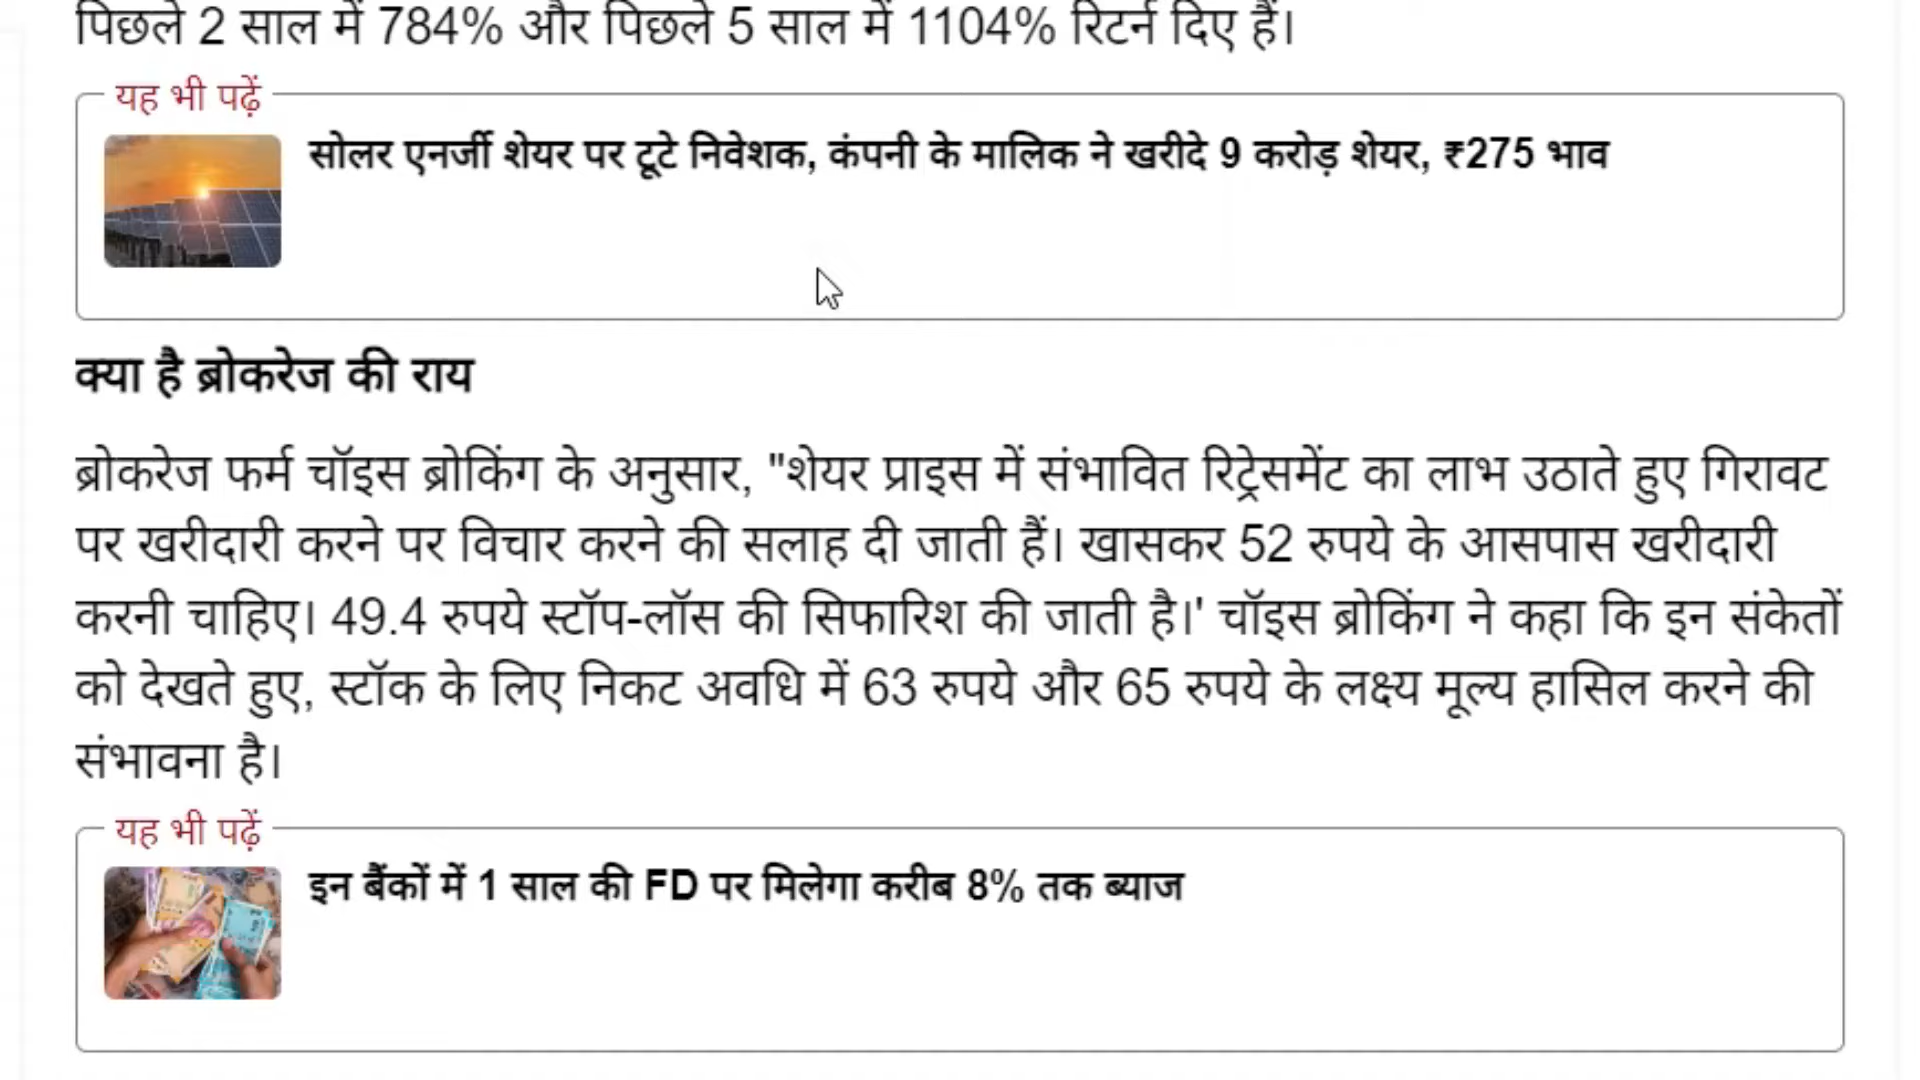 पिछले 2 साल में 784% और पिछले 5 साल में 1104% रिटर्न दिए हैं।
यह भी पढ़ें
सोलर एनर्जी शेयर पर टूटे निवेशक, कंपनी के मालिक ने खरीदे 9 करोड़ शेयर, ₹275 भाव
क्या है ब्रोकरेज की राय
ब्रोकरेज फर्म चॉइस ब्रोकिंग के अनुसार, "शेयर प्राइस में संभावित रिट्रेसमेंट का लाभ उठाते हुए गिरावट
पर खरीदारी करने पर विचार करने की सलाह दी जाती हैं। खासकर 52 रुपये के आसपास खरीदारी
करनी चाहिए। 49.4 रुपये स्टॉप-लॉस की सिफारिश की जाती है।' चॉइस ब्रोकिंग ने कहा कि इन संकेतों
को देखते हुए, स्टॉक के लिए निकट अवधि में 63 रुपये और 65 रुपये के लक्ष्य मूल्य हासिल करने की
संभावना है।
यह भी पढ़ें
इन बैंकों में 1 साल की FD पर मिलेगा करीब 8% तक ब्याज